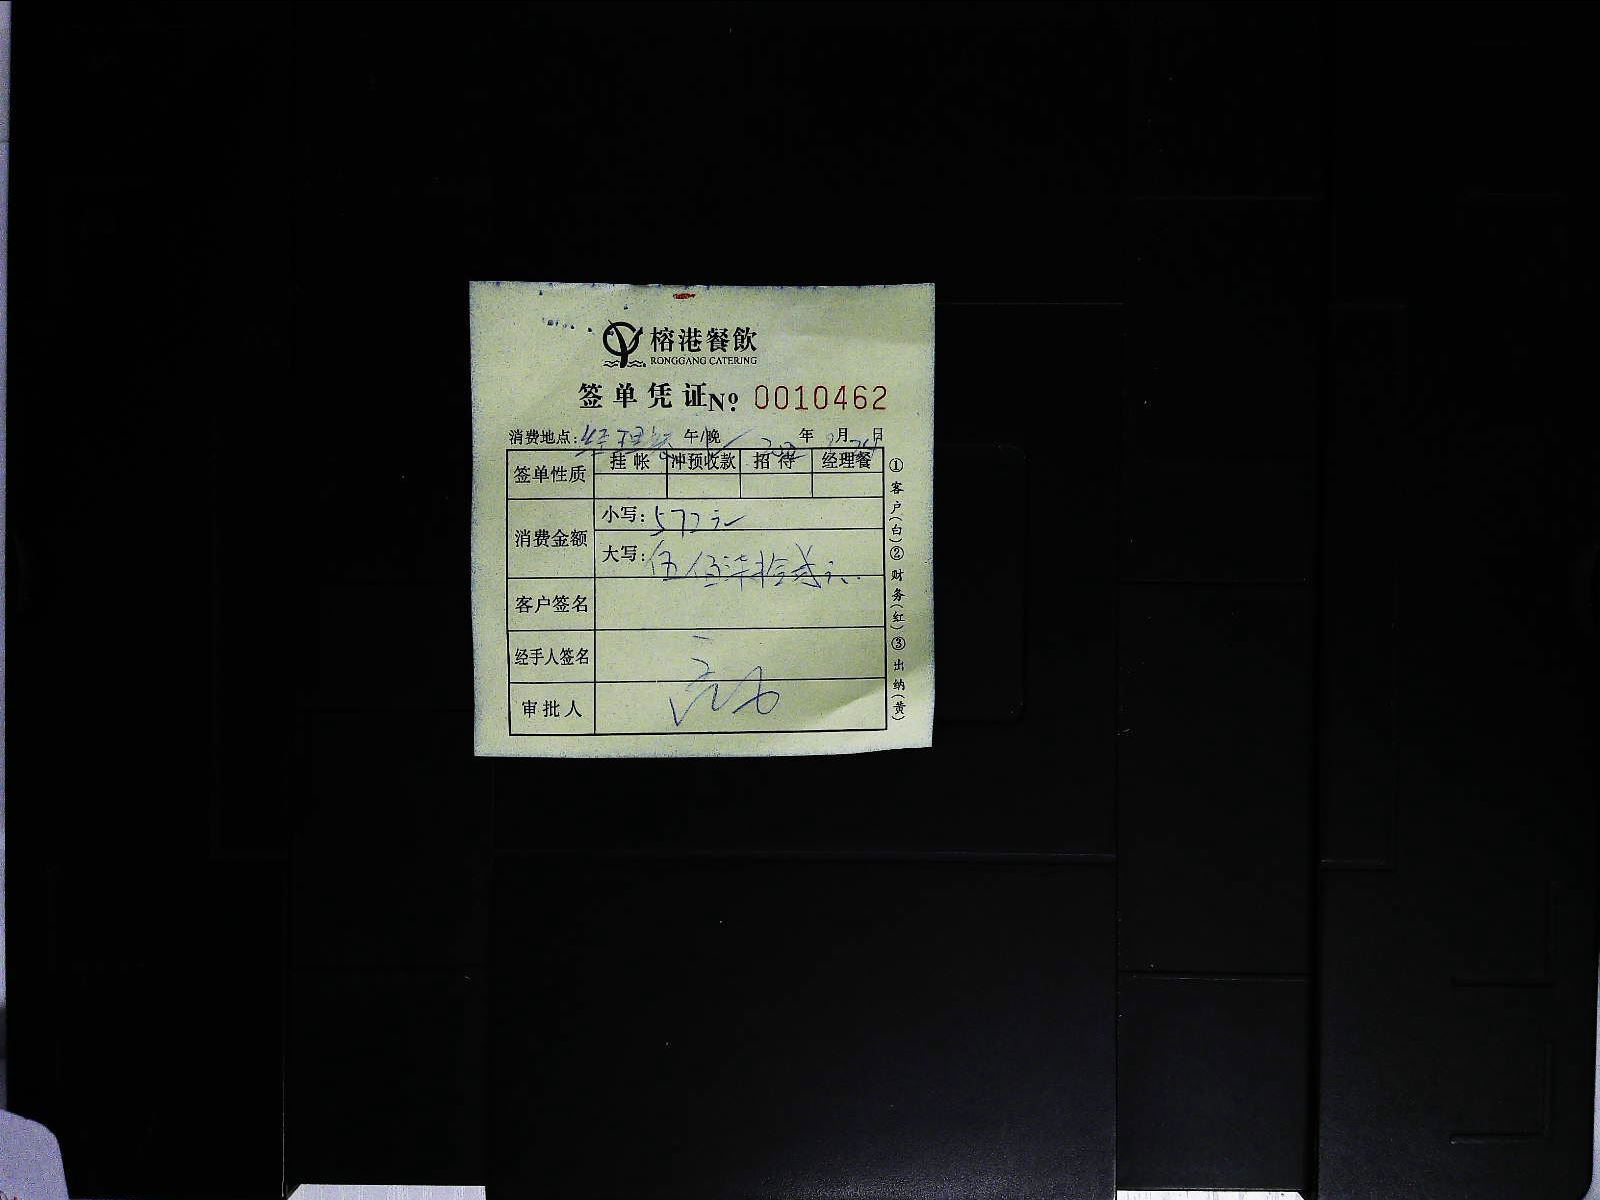 榕港餐飲
RONGGANG CATERING
签单凭证 Nº 0010462
消费地点: 经理餐 午/晚 年 月 24 日
签单性质 挂帐 冲预收款 招待 经理餐
消费金额 小写: 572元
大写: 伍佰柒拾贰元
客户签名
经手人签名
审批人
①客户(白)②财务(红)③出纳(黄)